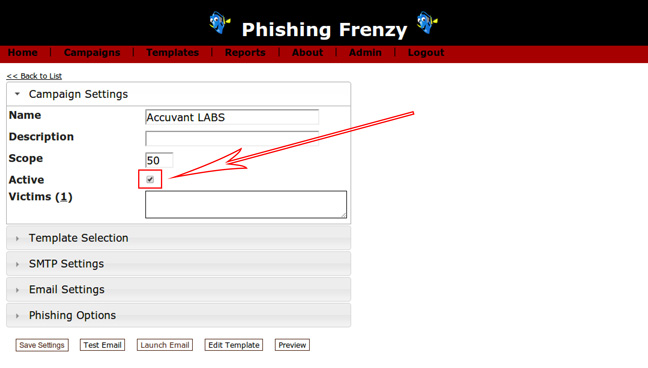 Phishing Frenzy
Home | Campaigns | Templates | Reports | About | Admin | Logout
<< Back to List
Campaign Settings
Name Accuvant LABS
Description
Scope 50
Active
Victims (1)
Template Selection
SMTP Settings
Email Settings
Phishing Options
Save Settings Test Email Launch Email Edit Template Preview